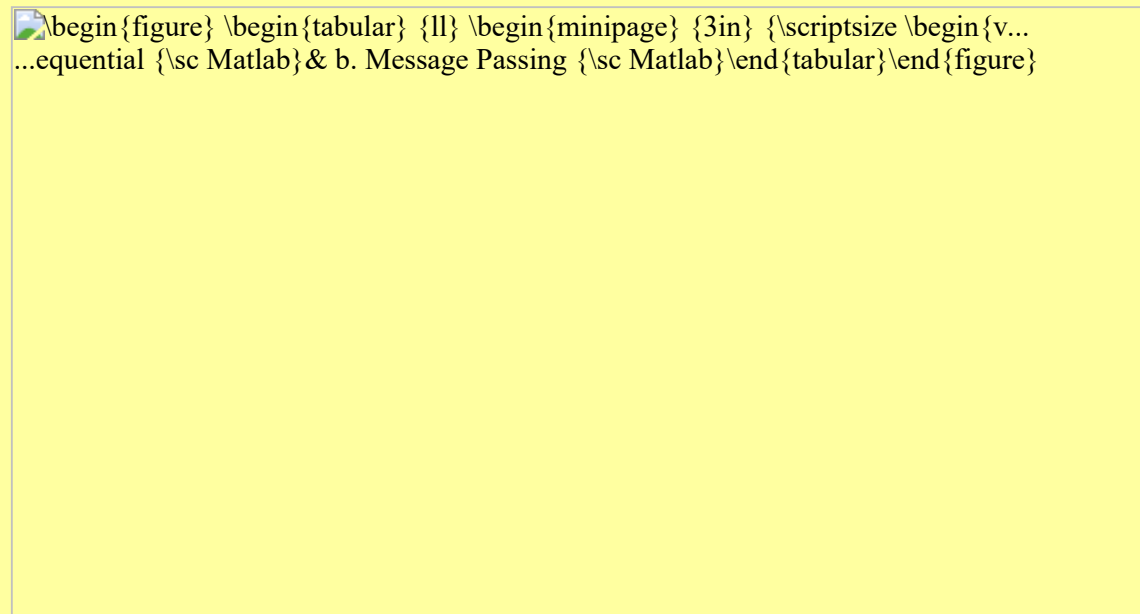 \begin{figure} \begin{tabular} {ll} \begin{minipage} {3in} {\scriptsize \begin{v...
...equential {\sc Matlab}& b. Message Passing {\sc Matlab}\end{tabular}\end{figure}